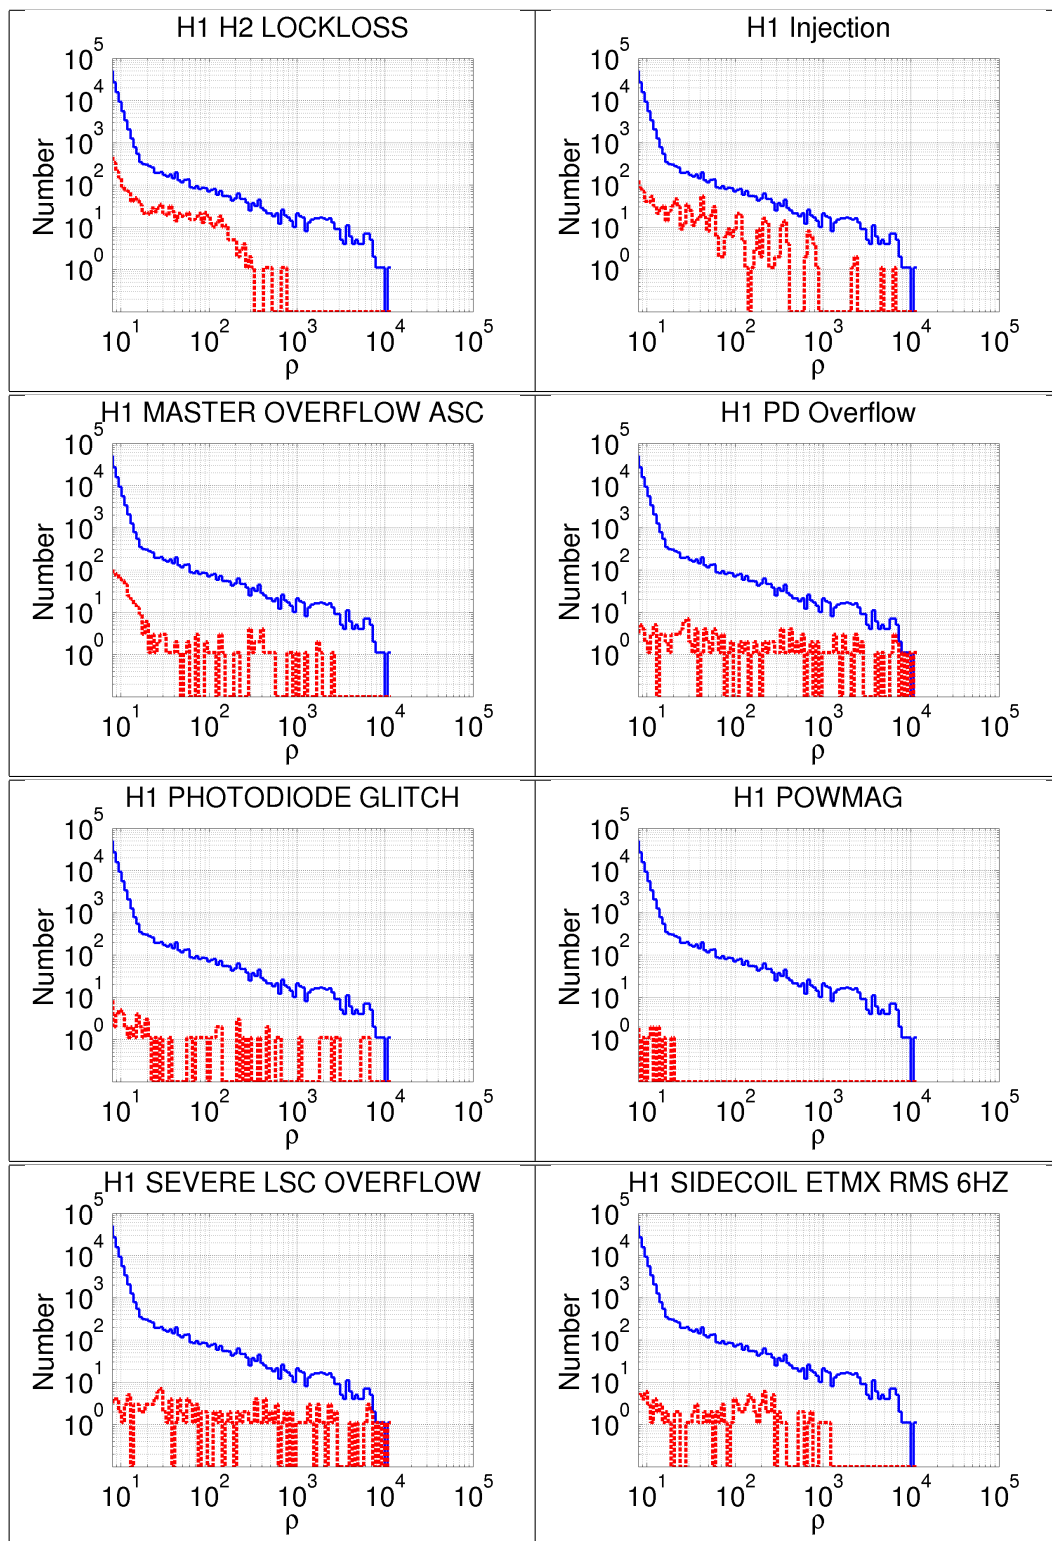 H1 H2 LOCKLOSS
10^5
10^4
10^3
10^2
10^1
10^0
Number
10^1 10^2 10^3 10^4 10^5
ρ
H1 Injection
10^5
10^4
10^3
10^2
10^1
10^0
Number
10^1 10^2 10^3 10^4 10^5
ρ
H1 MASTER OVERFLOW ASC
10^5
10^4
10^3
10^2
10^1
10^0
Number
10^1 10^2 10^3 10^4 10^5
ρ
H1 PD Overflow
10^5
10^4
10^3
10^2
10^1
10^0
Number
10^1 10^2 10^3 10^4 10^5
ρ
H1 PHOTODIODE GLITCH
10^5
10^4
10^3
10^2
10^1
10^0
Number
10^1 10^2 10^3 10^4 10^5
ρ
H1 POWMAG
10^5
10^4
10^3
10^2
10^1
10^0
Number
10^1 10^2 10^3 10^4 10^5
ρ
H1 SEVERE LSC OVERFLOW
10^5
10^4
10^3
10^2
10^1
10^0
Number
10^1 10^2 10^3 10^4 10^5
ρ
H1 SIDECOIL ETMX RMS 6HZ
10^5
10^4
10^3
10^2
10^1
10^0
Number
10^1 10^2 10^3 10^4 10^5
ρ